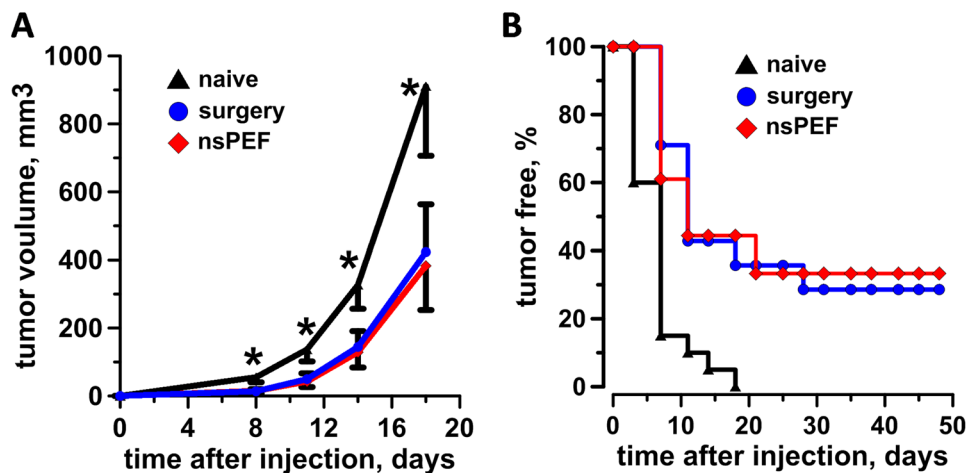 A
tumor voulume, mm3
1000
800
600
400
200
0
naive
surgery
nsPEF
*
*
*
*
0
4
8
12
16
20
time after injection, days
B
tumor free, %
100
80
60
40
20
0
naive
surgery
nsPEF
0
10
20
30
40
50
time after injection, days